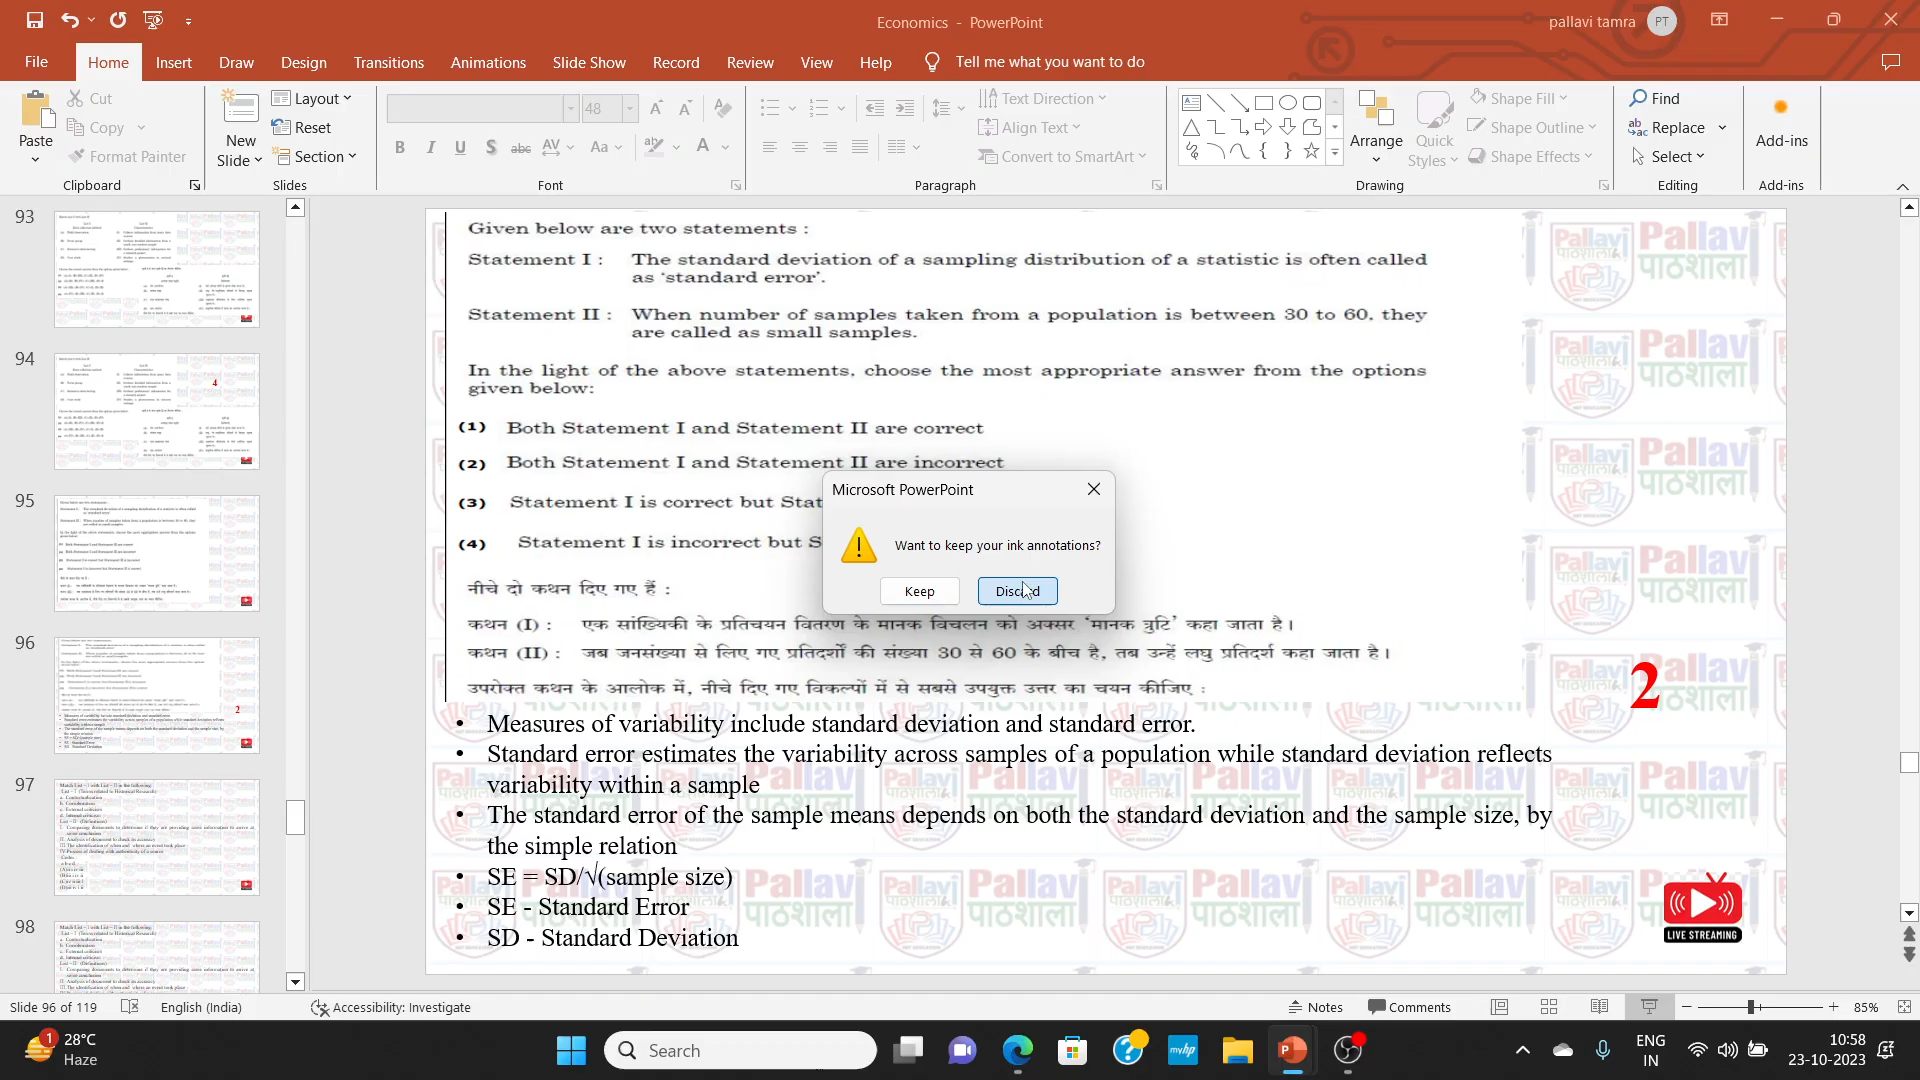 Economics - PowerPoint
pallavi tamra PT
File Home Insert Draw Design Transitions Animations Slide Show Record Review View Help Tell me what you want to do
Paste
Cut
Copy
Format Painter
Clipboard
New Slide
Layout
Reset
Section
Slides
48
Font
Text Direction
Align Text
Convert to SmartArt
Paragraph
Arrange
Quick Styles
Shape Fill
Shape Outline
Shape Effects
Drawing
Find
Replace
Select
Editing
Add-ins
Add-ins
93
94
95
96
97
98
Given below are two statements :
Statement I : The standard deviation of a sampling distribution of a statistic is often called
as 'standard error'.
Statement II : When number of samples taken from a population is between 30 to 60, they
are called as small samples.
In the light of the above statements, choose the most appropriate answer from the options
given below:
(1) Both Statement I and Statement II are correct
(2) Both Statement I and Statement II are incorrect
(3) Statement I is correct but Stat
(4) Statement I is incorrect but S
Microsoft PowerPoint
Want to keep your ink annotations?
Keep Discard
नीचे दो कथन दिए गए हैं :
कथन (I) : एक सांख्यिकी के प्रतिचयन वितरण के मानक विचलन को अक्सर 'मानक त्रुटि' कहा जाता है।
कथन (II) : जब जनसंख्या से लिए गए प्रतिदर्शों की संख्या 30 से 60 के बीच है, तब उन्हें लघु प्रतिदर्श कहा जाता है।
उपरोक्त कथन के आलोक में, नीचे दिए गए विकल्पों में से सबसे उपयुक्त उत्तर का चयन कीजिए :
2
• Measures of variability include standard deviation and standard error.
• Standard error estimates the variability across samples of a population while standard deviation reflects
variability within a sample
• The standard error of the sample means depends on both the standard deviation and the sample size, by
the simple relation
• SE = SD/√(sample size)
• SE - Standard Error
• SD - Standard Deviation
Pallavi पाठशाला
LIVE STREAMING
Slide 96 of 119 English (India) Accessibility: Investigate Notes Comments 85%
28°C
Haze
Search
ENG
IN
10:58
23-10-2023